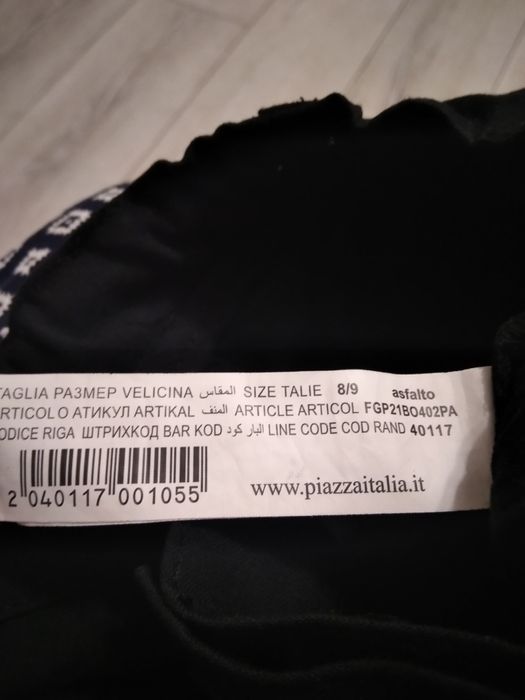 TAGLIA РАЗМЕР VELICINA المقاس SIZE TALIE 8/9 asfalto
ARTICOLO О АТИКУЛ ARTIKAL المنف ARTICLE ARTICOL FGP21BO402PA
ODICE RIGA ШТРИХКОД BAR KOD البار كود LINE CODE COD RAND 40117
2 040117 001055
www.piazzaitalia.it